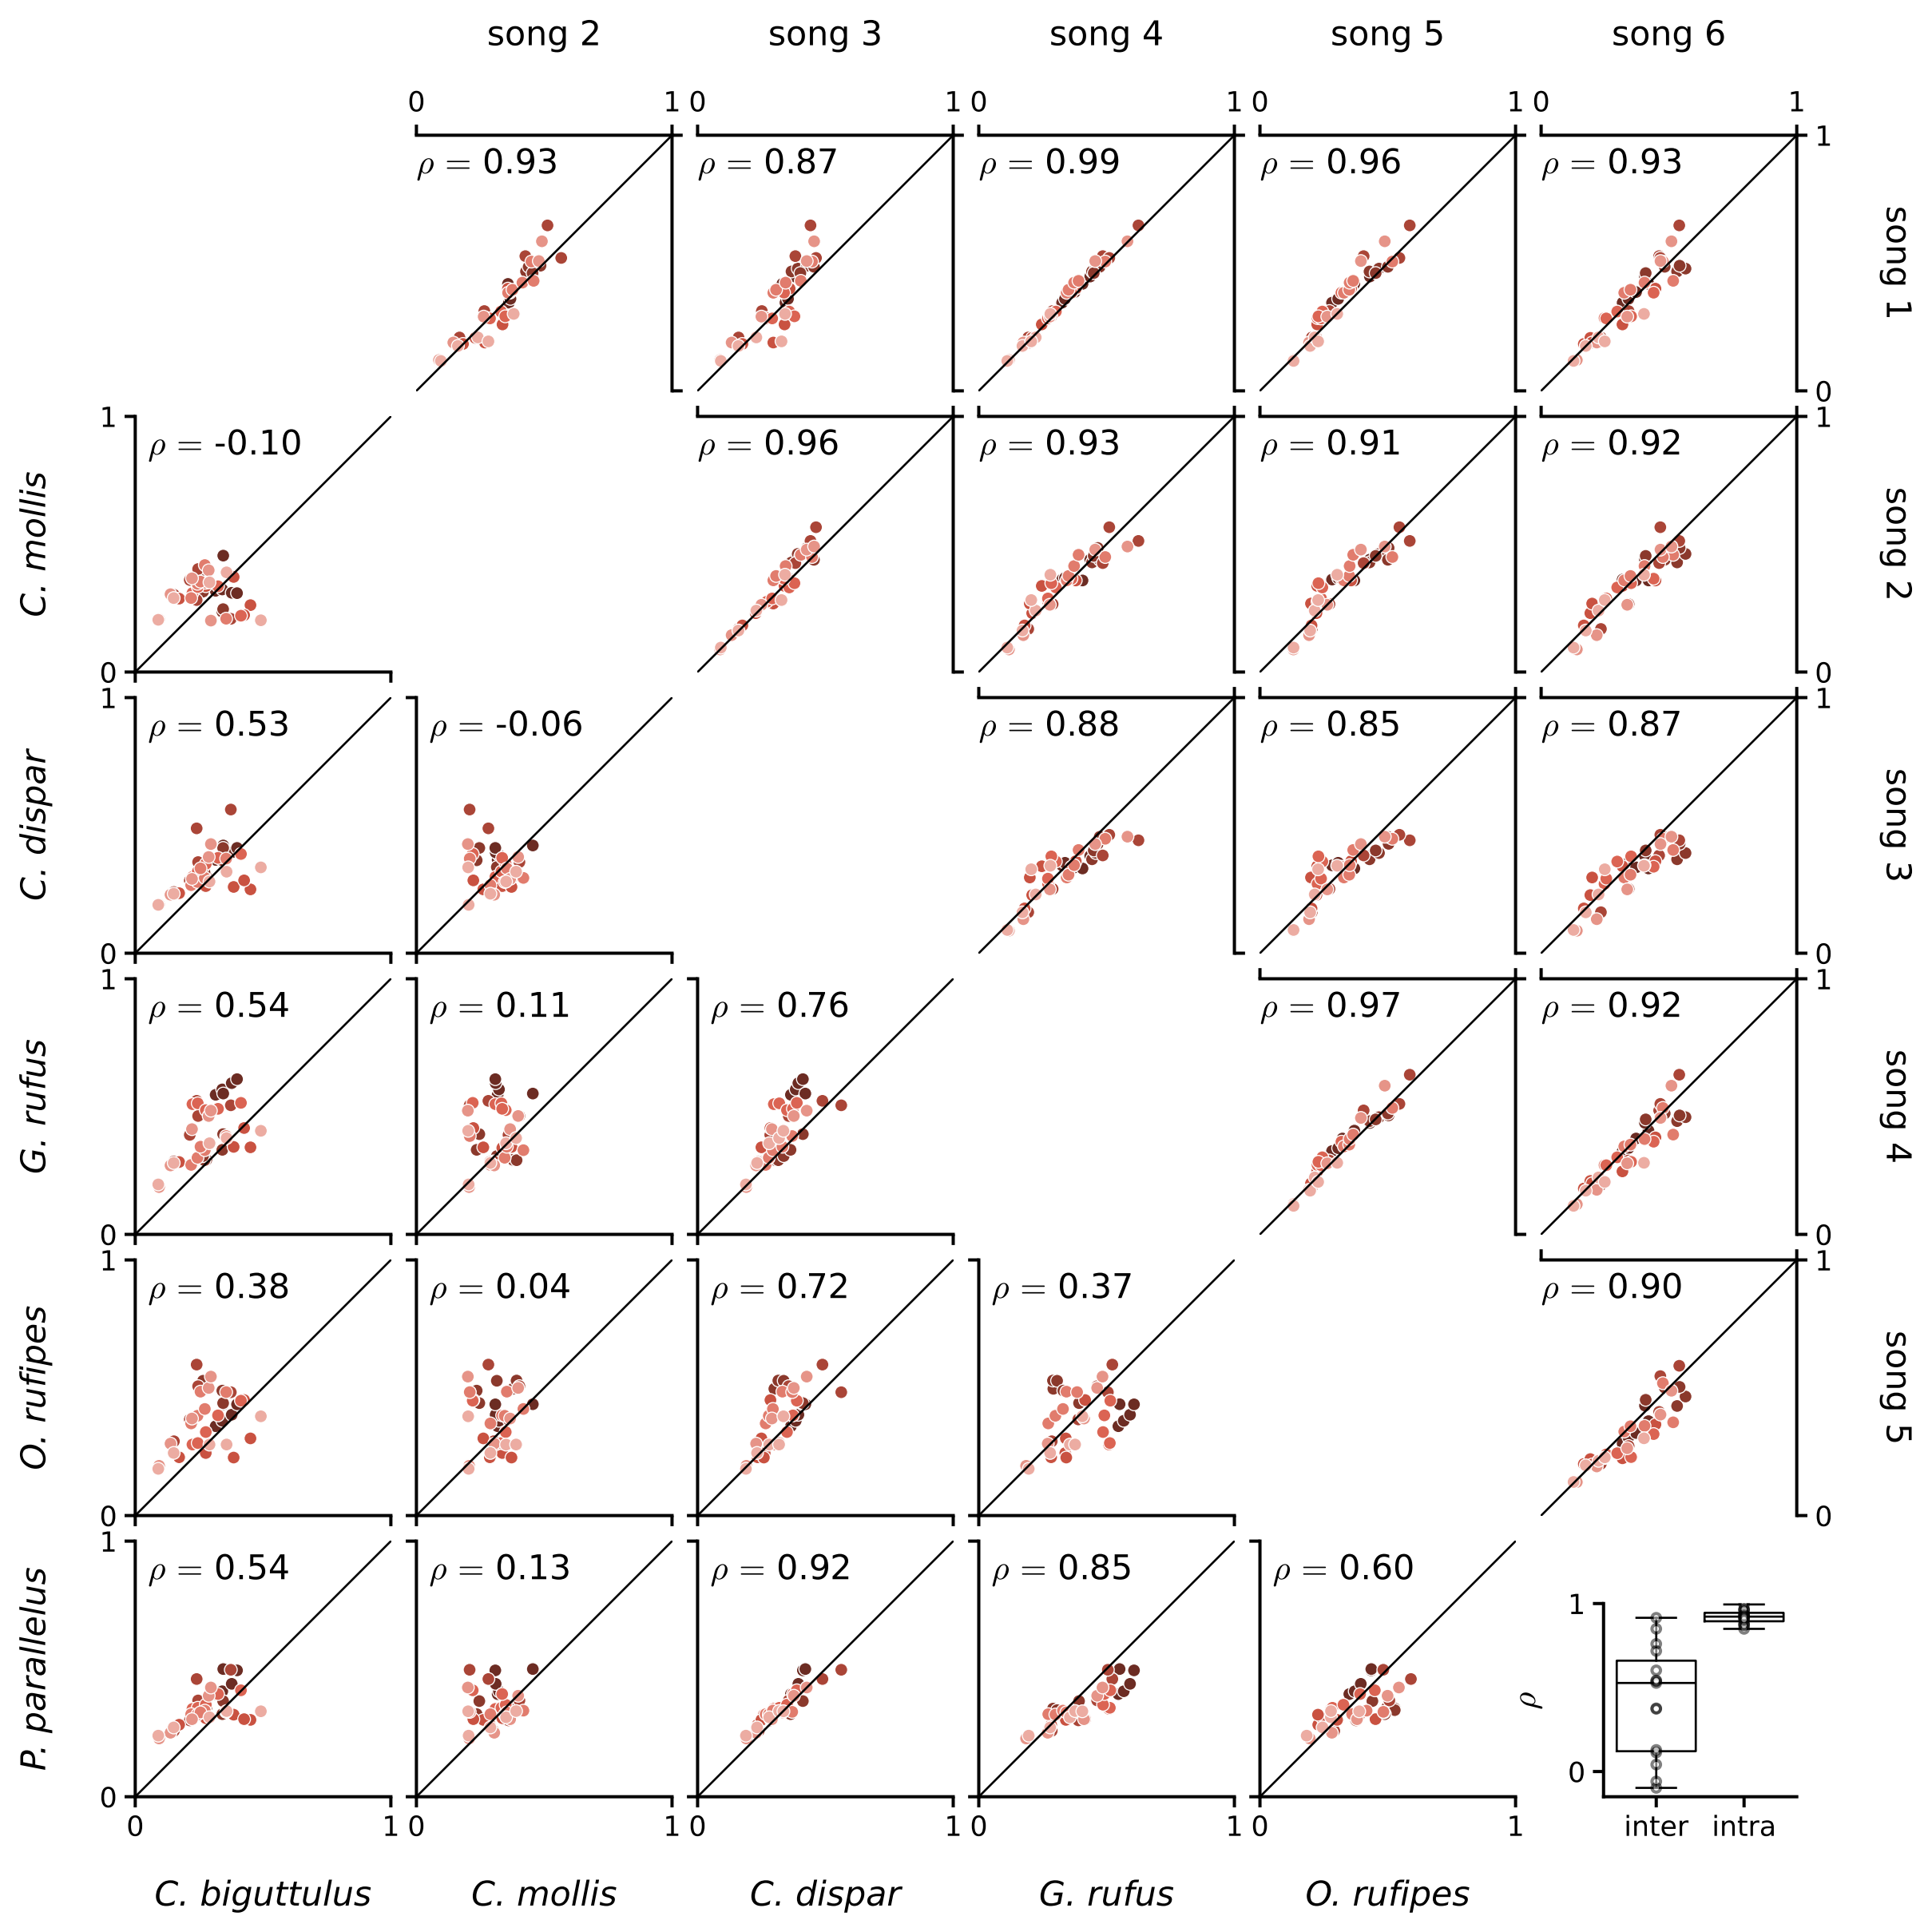 song 2 song 3 song 4 song 5 song 6
0 1 0 1 0 1 0 1 0 1
ρ = 0.93 ρ = 0.87 ρ = 0.99 ρ = 0.96 ρ = 0.93 1
song 1
0
C. mollis
1 ρ = -0.10 ρ = 0.96 ρ = 0.93 ρ = 0.91 ρ = 0.92 1
song 2
0 0
C. dispar
1 ρ = 0.53 ρ = -0.06 ρ = 0.88 ρ = 0.85 ρ = 0.87 1
song 3
0 0
G. rufus
1 ρ = 0.54 ρ = 0.11 ρ = 0.76 ρ = 0.97 ρ = 0.92 1
song 4
0 0
O. rufipes
1 ρ = 0.38 ρ = 0.04 ρ = 0.72 ρ = 0.37 ρ = 0.90 1
song 5
0 0
P. parallelus
1 ρ = 0.54 ρ = 0.13 ρ = 0.92 ρ = 0.85 ρ = 0.60
0
0 1 0 1 0 1 0 1 0 1
1
ρ
0
inter intra
C. biguttulus C. mollis C. dispar G. rufus O. rufipes